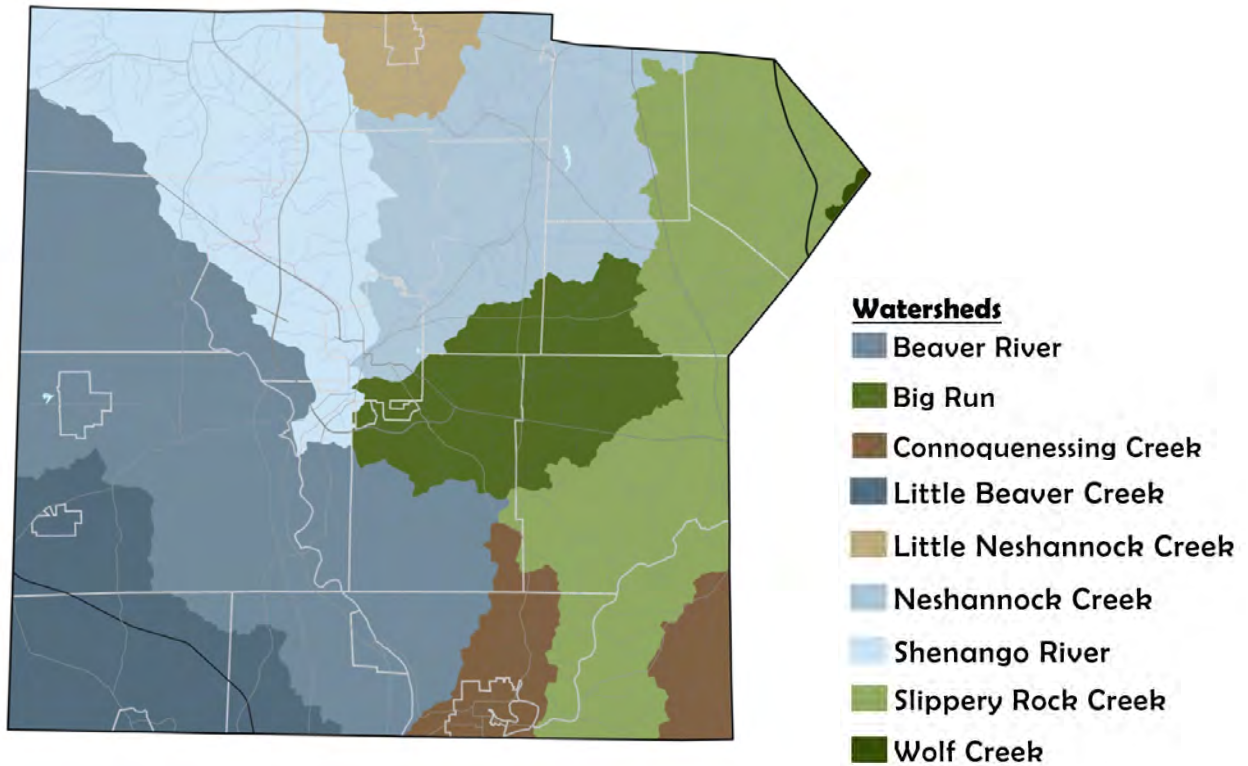 Watersheds
Beaver River
Big Run
Connoquenessing Creek
Little Beaver Creek
Little Neshannock Creek
Neshannock Creek
Shenango River
Slippery Rock Creek
Wolf Creek